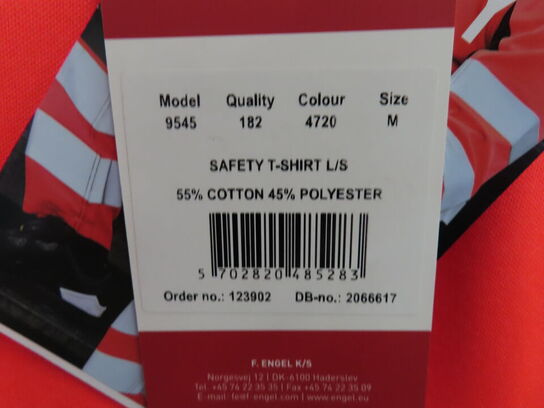 Model Quality Colour Size
9545 182 4720 M
SAFETY T-SHIRT L/S
55% COTTON 45% POLYESTER
5 702820 485283
Order no.: 123902 DB-no.: 2066617
F. ENGEL K/S
Norgesvej 12 | DK-6100 Haderslev
Tel. +45 74 22 35 35 | Fax +45 74 22 35 09
E-mail: fe@f-engel.com | www.f-engel.com